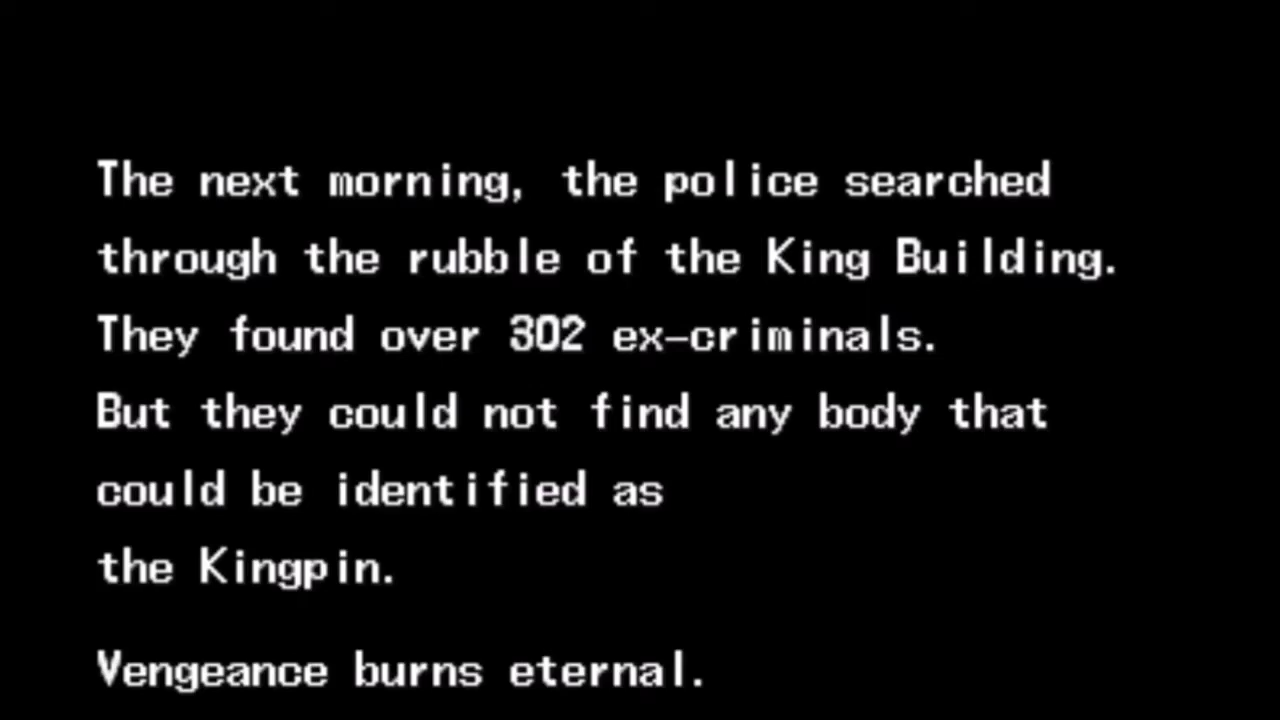 The next morning, the police searched
through the rubble of the King Building.
They found over 302 ex-criminals.
But they could not find any body that
could be identified as
the Kingpin.
Vengeance burns eternal.